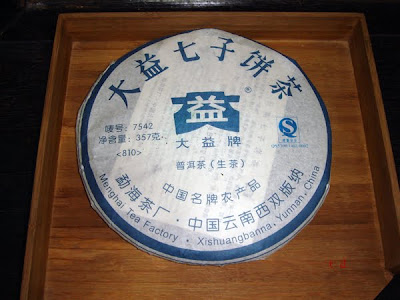 大益七子饼茶
益
®
唛号: 7542
净含量: 357克
<810>
大益牌
普洱茶（生茶）
中国名牌农产品
勐海茶厂·中国云南西双版纳
Menghai Tea Factory · Xishuangbanna, Yunnan, China